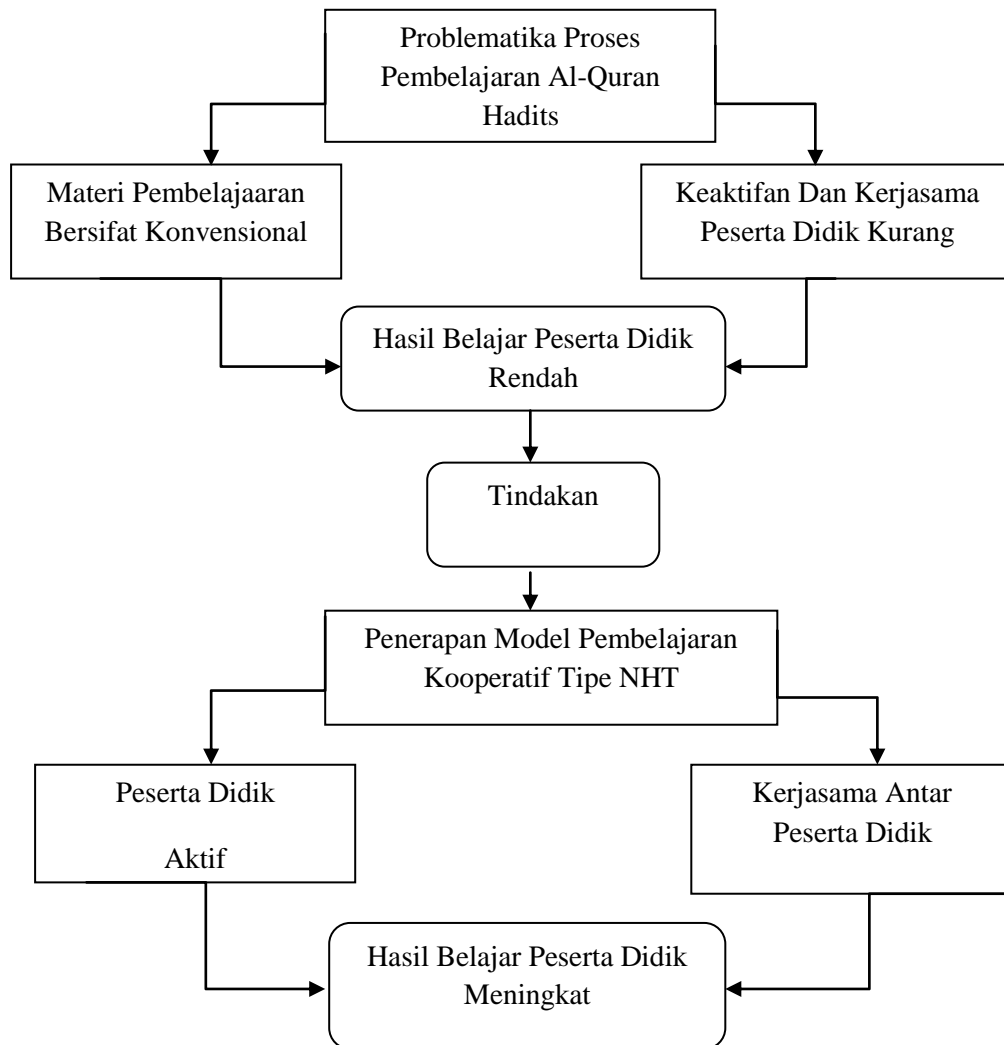 Problematika Proses
Pembelajaran Al-Quran
Hadits
Materi Pembelajaaran
Bersifat Konvensional
Keaktifan Dan Kerjasama
Peserta Didik Kurang
Hasil Belajar Peserta Didik
Rendah
Tindakan
Penerapan Model Pembelajaran
Kooperatif Tipe NHT
Peserta Didik
Aktif
Kerjasama Antar
Peserta Didik
Hasil Belajar Peserta Didik
Meningkat